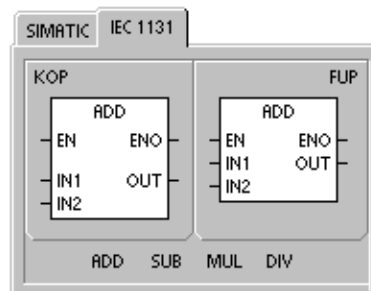 SIMATIC IEC 1131
KOP FUP
ADD ADD
EN ENO EN ENO
IN1 OUT IN1 OUT
IN2 IN2
ADD SUB MUL DIV